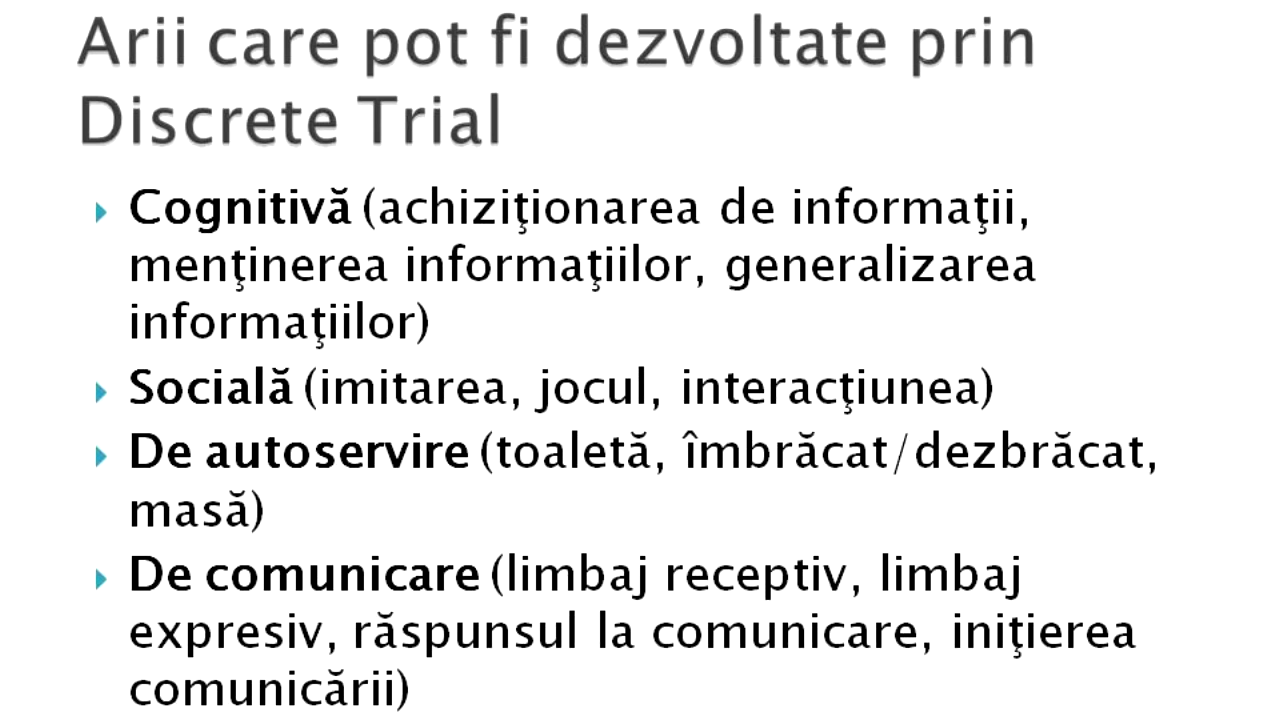 Arii care pot fi dezvoltate prin
Discrete Trial
Cognitivă (achiziţionarea de informaţii,
menţinerea informaţiilor, generalizarea
informaţiilor)
Socială (imitarea, jocul, interacţiunea)
De autoservire (toaletă, îmbrăcat/dezbrăcat,
masă)
De comunicare (limbaj receptiv, limbaj
expresiv, răspunsul la comunicare, iniţierea
comunicării)